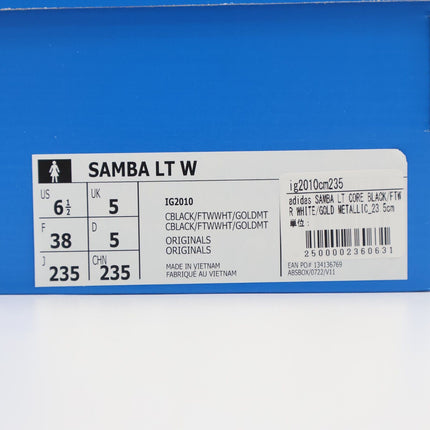 SAMBA LT W
US
6½
UK
5
F
38
D
5
J
235
CHN
235
IG2010
CBLACK/FTWWHT/GOLDMT
CBLACK/FTWWHT/GOLDMT
ORIGINALS
ORIGINALS
MADE IN VIETNAM
FABRIQUE AU VIETNAM
ig2010cm235
adidas SAMBA LT CORE BLACK/FTW
R WHITE/GOLD METALLIC_23.5cm
単位:
2500002360631
EAN PO# 134136769
ABSBOX/0722/V11